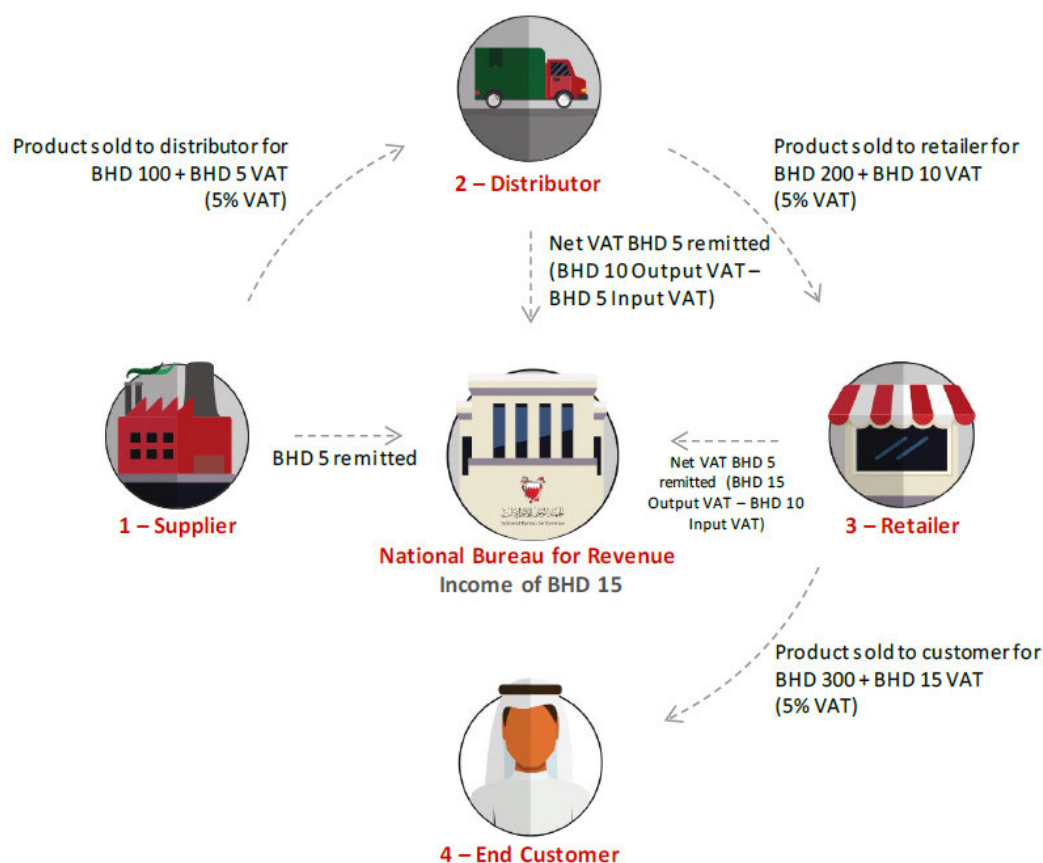 Product sold to distributor for
BHD 100 + BHD 5 VAT
(5% VAT)
2 – Distributor
Product sold to retailer for
BHD 200 + BHD 10 VAT
(5% VAT)
Net VAT BHD 5 remitted
(BHD 10 Output VAT –
BHD 5 Input VAT)
1 – Supplier
BHD 5 remitted
National Bureau for Revenue
National Bureau for Revenue
Income of BHD 15
Net VAT BHD 5
remitted (BHD 15
Output VAT – BHD 10
Input VAT)
3 – Retailer
Product sold to customer for
BHD 300 + BHD 15 VAT
(5% VAT)
4 – End Customer